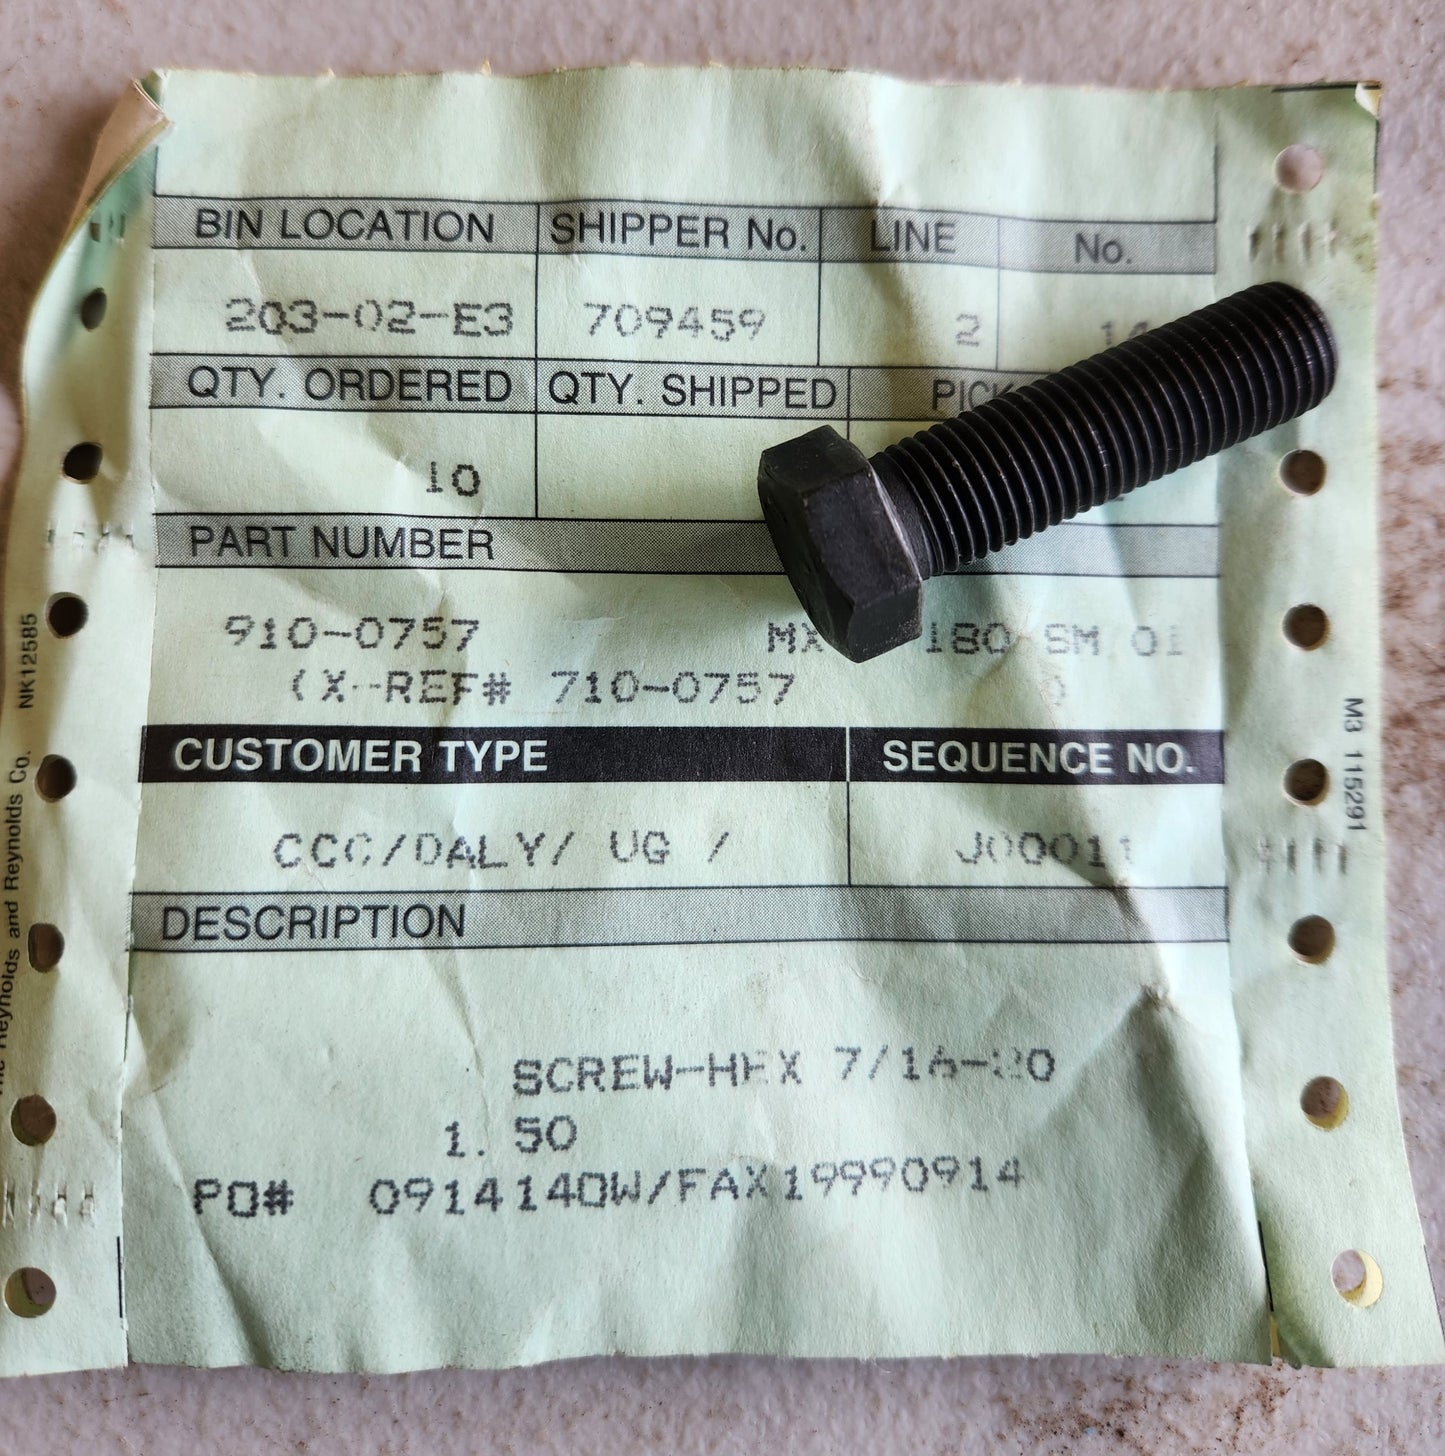 BIN LOCATION SHIPPER No. LINE No.
203-02-E3 709459 2
QTY. ORDERED QTY. SHIPPED
10
PART NUMBER
910-0757 180 SM 01
(X-REF# 710-0757 )
CUSTOMER TYPE SEQUENCE NO.
CCC/DALY/ UG / J00011
DESCRIPTION
SCREW-HEX 7/16-20
1.50
PO# 091414DW/FAX19990914
NK12585
Reynolds and Reynolds Co.
M3 115291